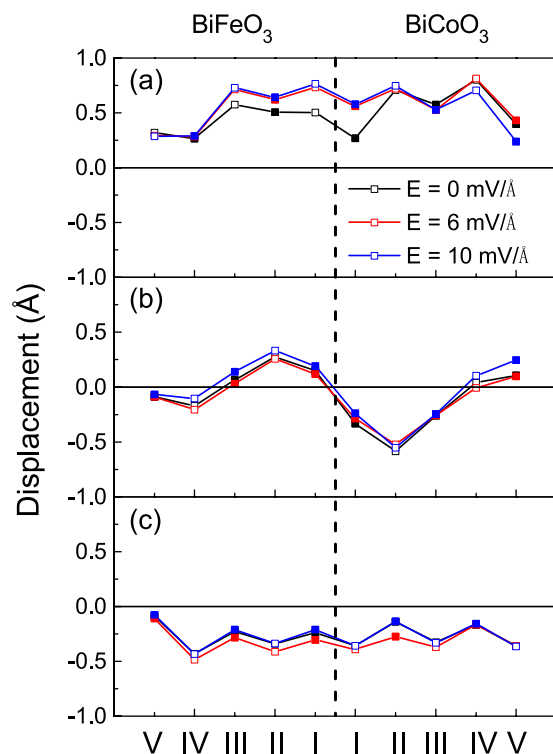 BiFeO₃ BiCoO₃
1.0
(a)
0.5
0.0
E = 0 mV/Å
-0.5
E = 6 mV/Å
E = 10 mV/Å
-1.0
(b)
0.5
0.0
-0.5
-1.0
(c)
0.5
0.0
-0.5
-1.0
Displacement (Å)
V IV III II I I II III IV V